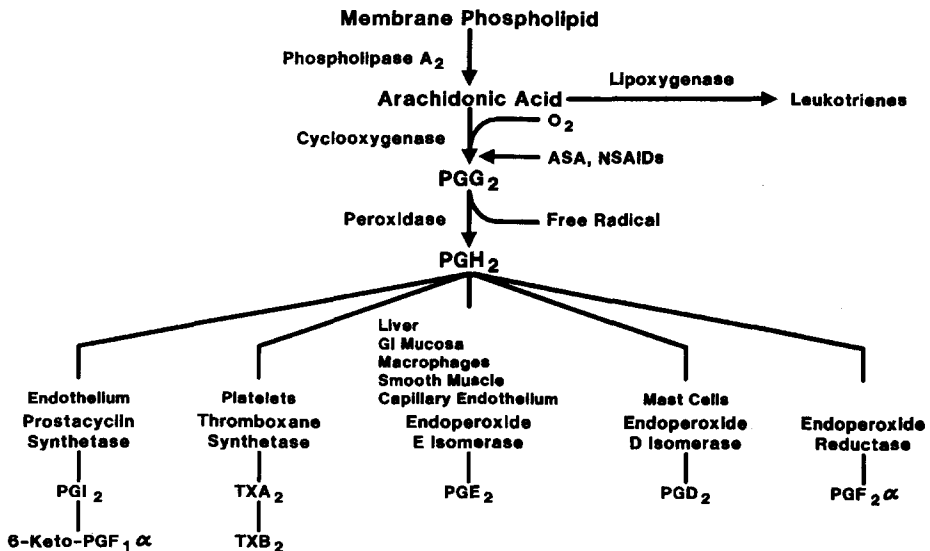 Membrane Phospholipid
Phospholipase A2
Lipoxygenase
Arachidonic Acid
Leukotrienes
O2
Cyclooxygenase
ASA, NSAIDs
PGG2
Peroxidase
Free Radical
PGH2
Liver
GI Mucosa
Macrophages
Smooth Muscle
Capillary Endothelium
Endoperoxide
E Isomerase
PGE2
Endothelium
Prostacyclin
Synthetase
PGI2
6-Keto-PGF1α
Platelets
Thromboxane
Synthetase
TXA2
TXB2
Mast Cells
Endoperoxide
D Isomerase
PGD2
Endoperoxide
Reductase
PGF2α